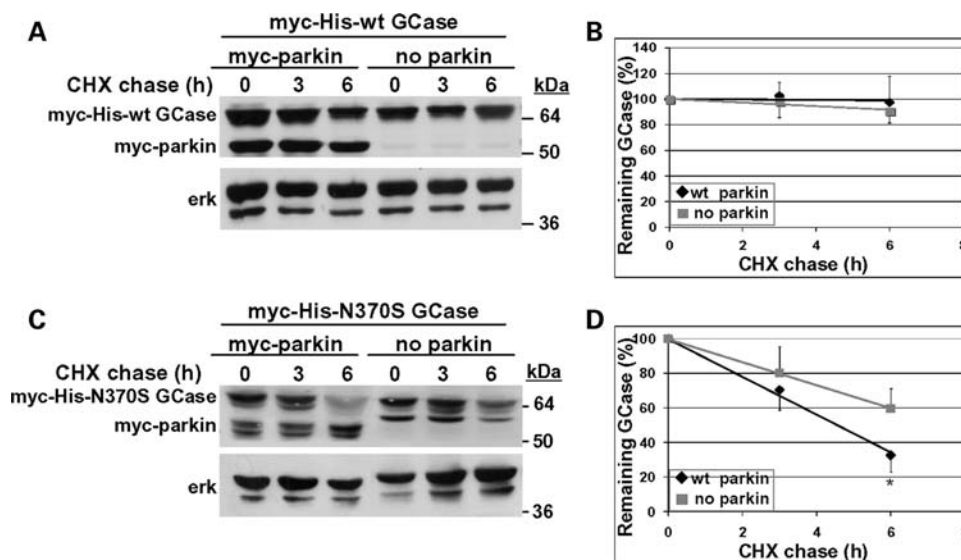 A
myc-His-wt GCase
myc-parkin no parkin
CHX chase (h) 0 3 6 0 3 6 kDa
myc-His-wt GCase
64
myc-parkin
50
erk
36
B
Remaining GCase (%)
140
120
100
80
60
40
20
0
wt parkin
no parkin
0 2 4 6 8
CHX chase (h)
C
myc-His-N370S GCase
myc-parkin no parkin
CHX chase (h) 0 3 6 0 3 6 kDa
myc-His-N370S GCase
64
myc-parkin
50
erk
36
D
Remaining GCase (%)
100
80
60
40
20
0
wt parkin
no parkin
*
0 2 4 6 8
CHX chase (h)